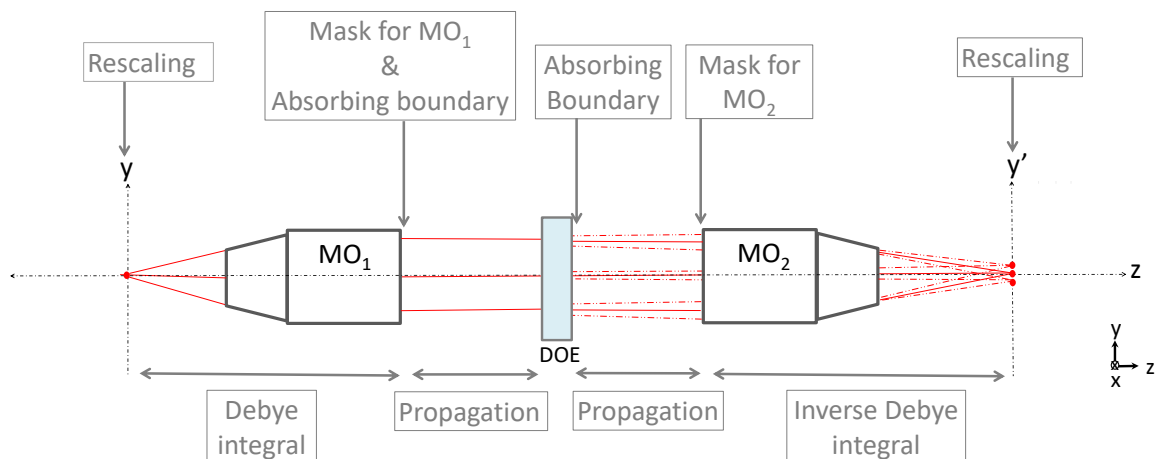 Rescaling
Mask for MO₁
&
Absorbing boundary
Absorbing
Boundary
Mask for
MO₂
Rescaling
y
y’
MO₁
MO₂
z
DOE
y
z
x
Debye
integral
Propagation
Propagation
Inverse Debye
integral